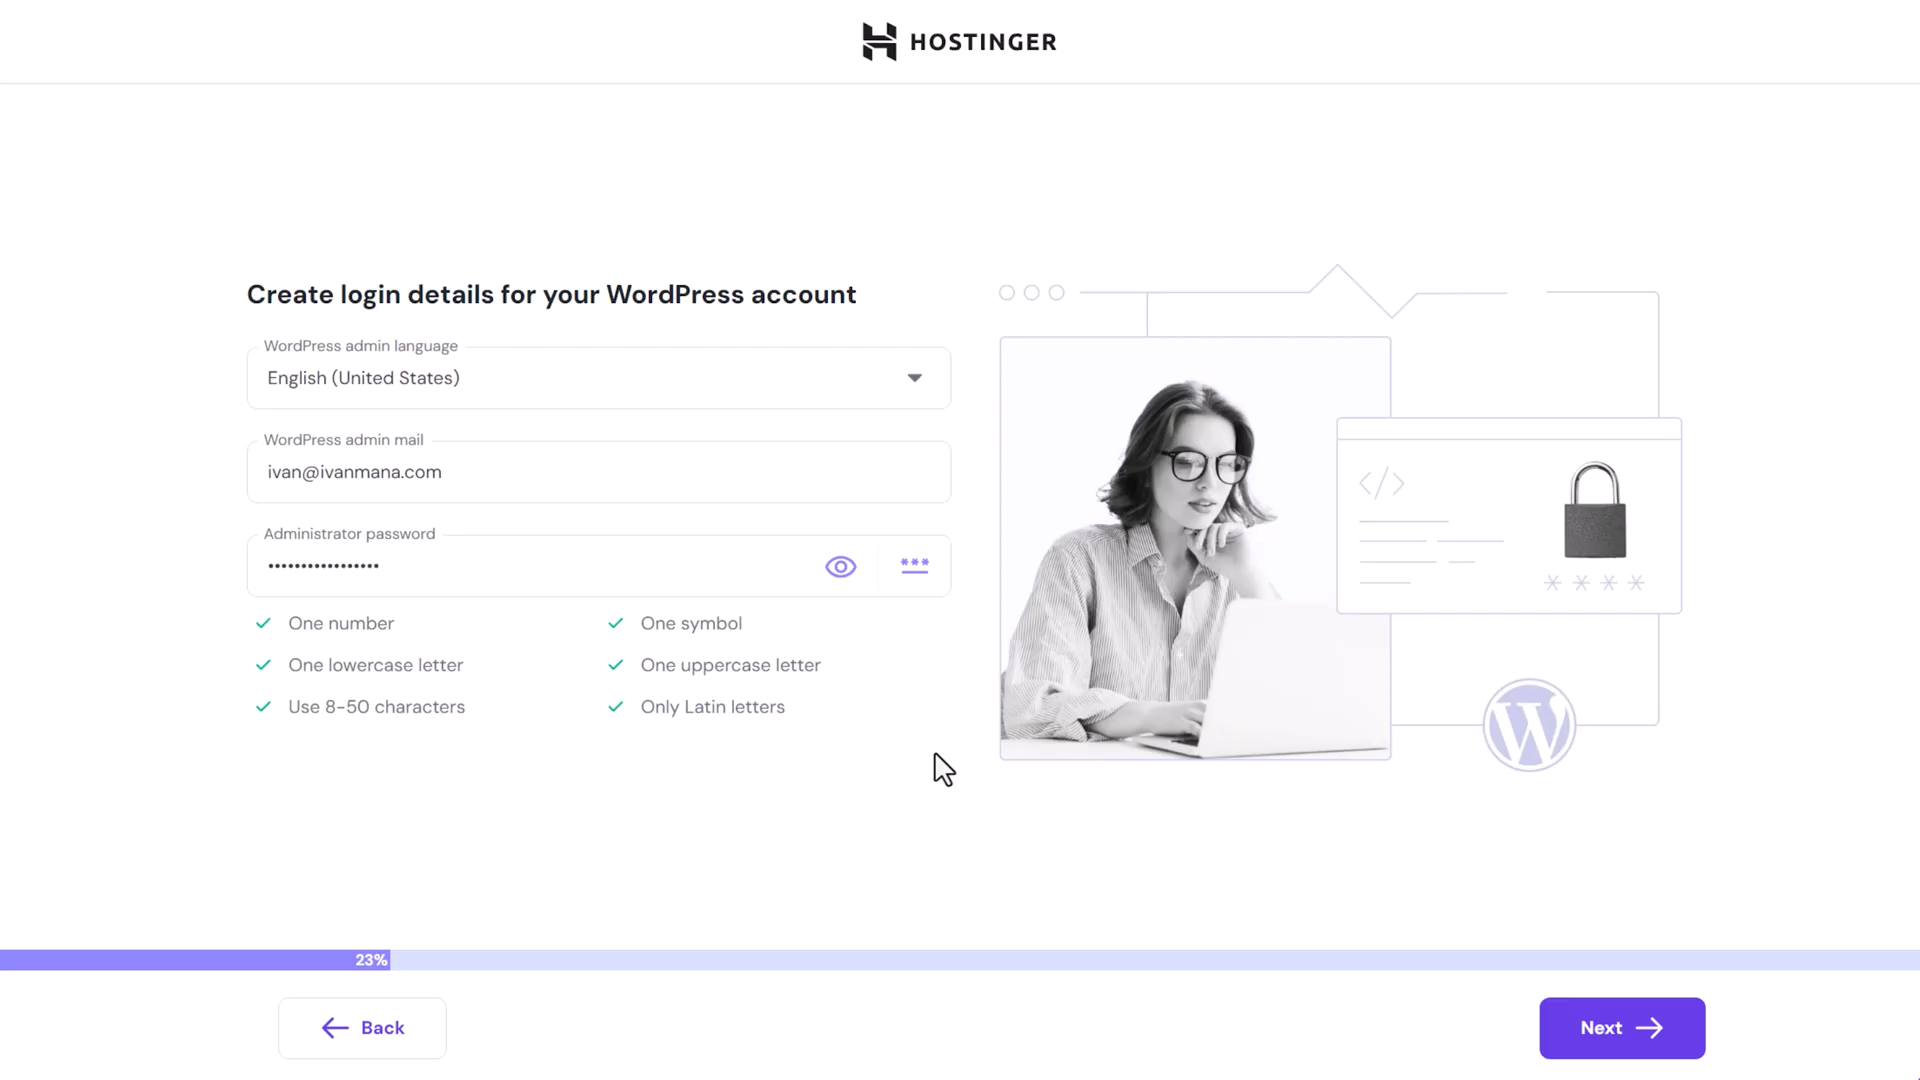 HOSTINGER
Create login details for your WordPress account
WordPress admin language
English (United States)
WordPress admin mail
ivan@ivanmana.com
Administrator password
•••••••••••••••••
***
One number
One symbol
One lowercase letter
One uppercase letter
Use 8-50 characters
Only Latin letters
</>
* * * *
W
23%
Back
Next